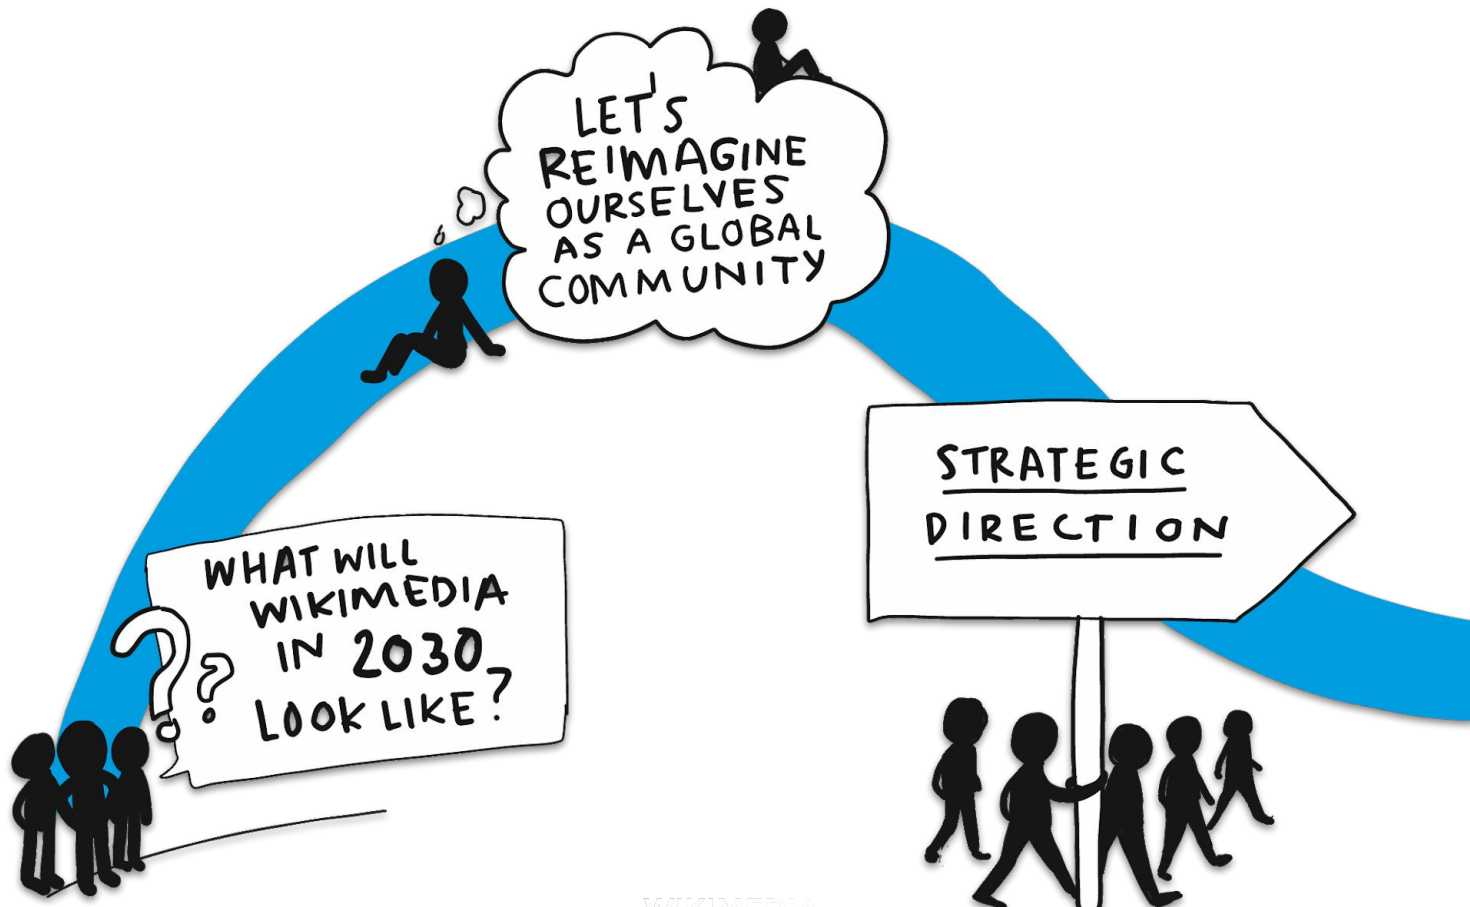 LET'S
REIMAGINE
OURSELVES
AS A GLOBAL
COMMUNITY
STRATEGIC
DIRECTION
WHAT WILL
WIKIMEDIA
IN 2030
LOOK LIKE?